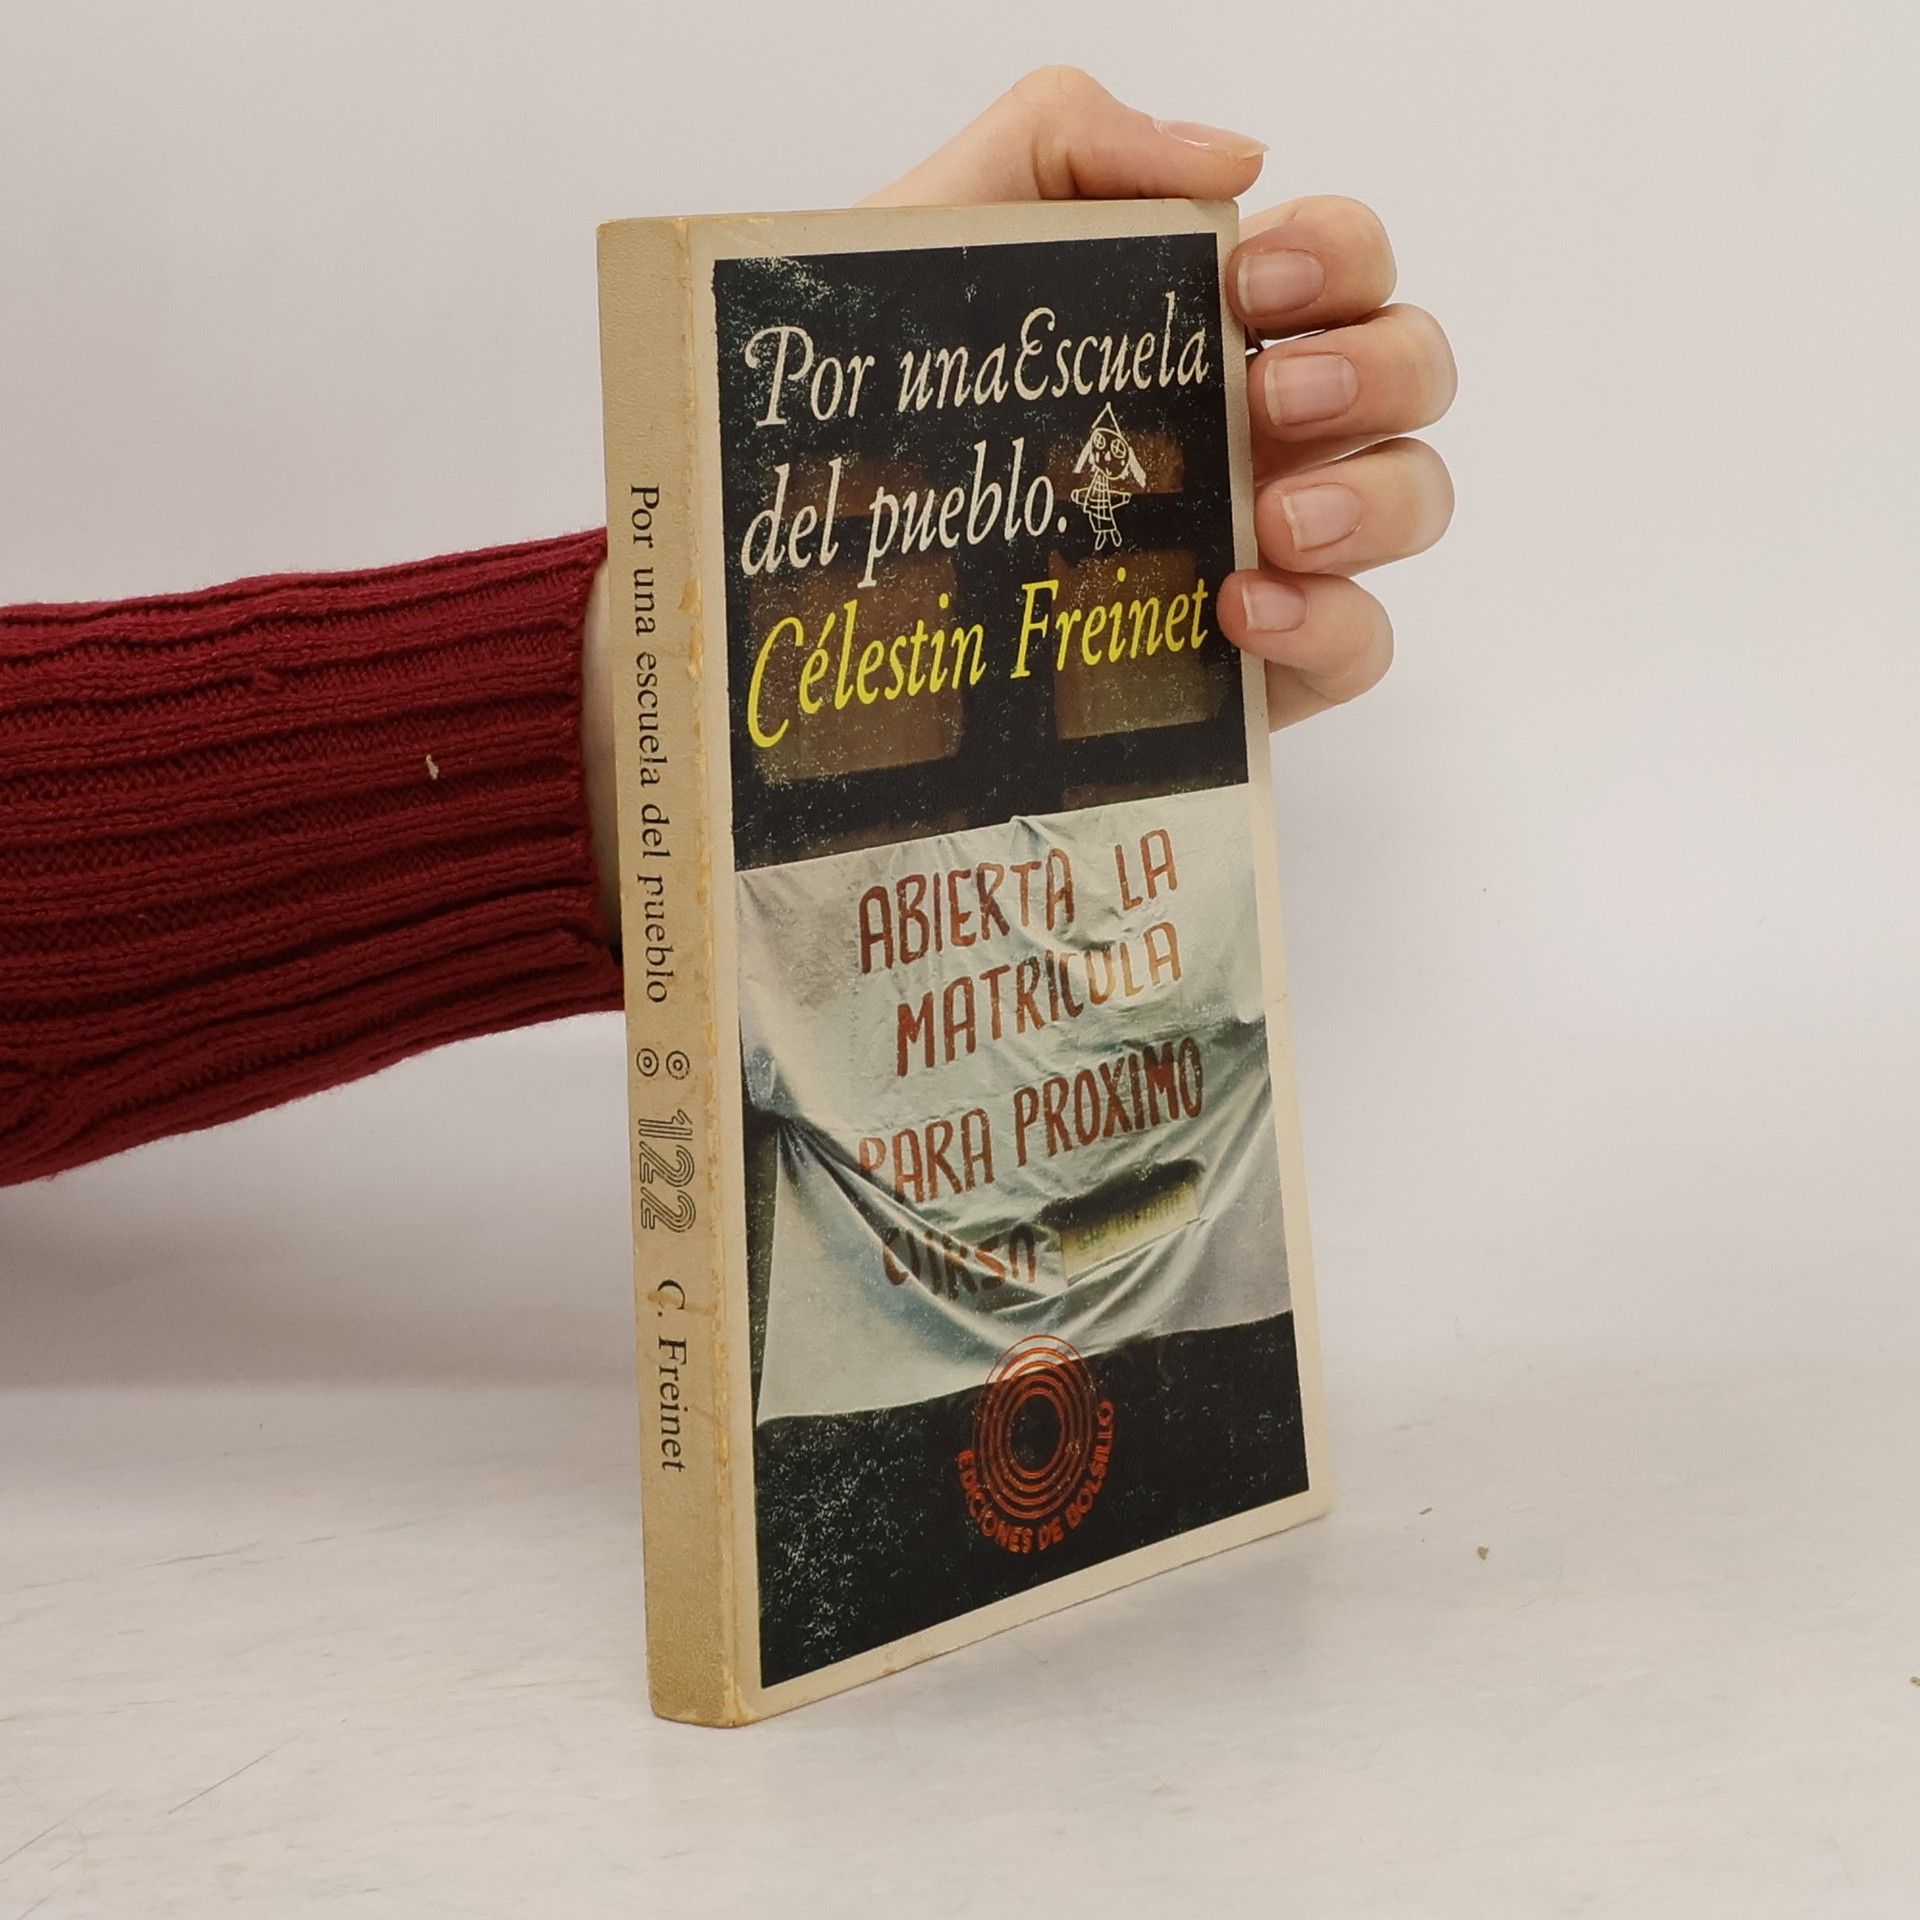 Por una Escuela
del pueblo.
Célestin Freinet
ABIERTA LA
MATRICULA
PARA PROXIMO
CURSO
EDICIONES DE BOLSILLO
Por una escuela del pueblo 122 C. Freinet